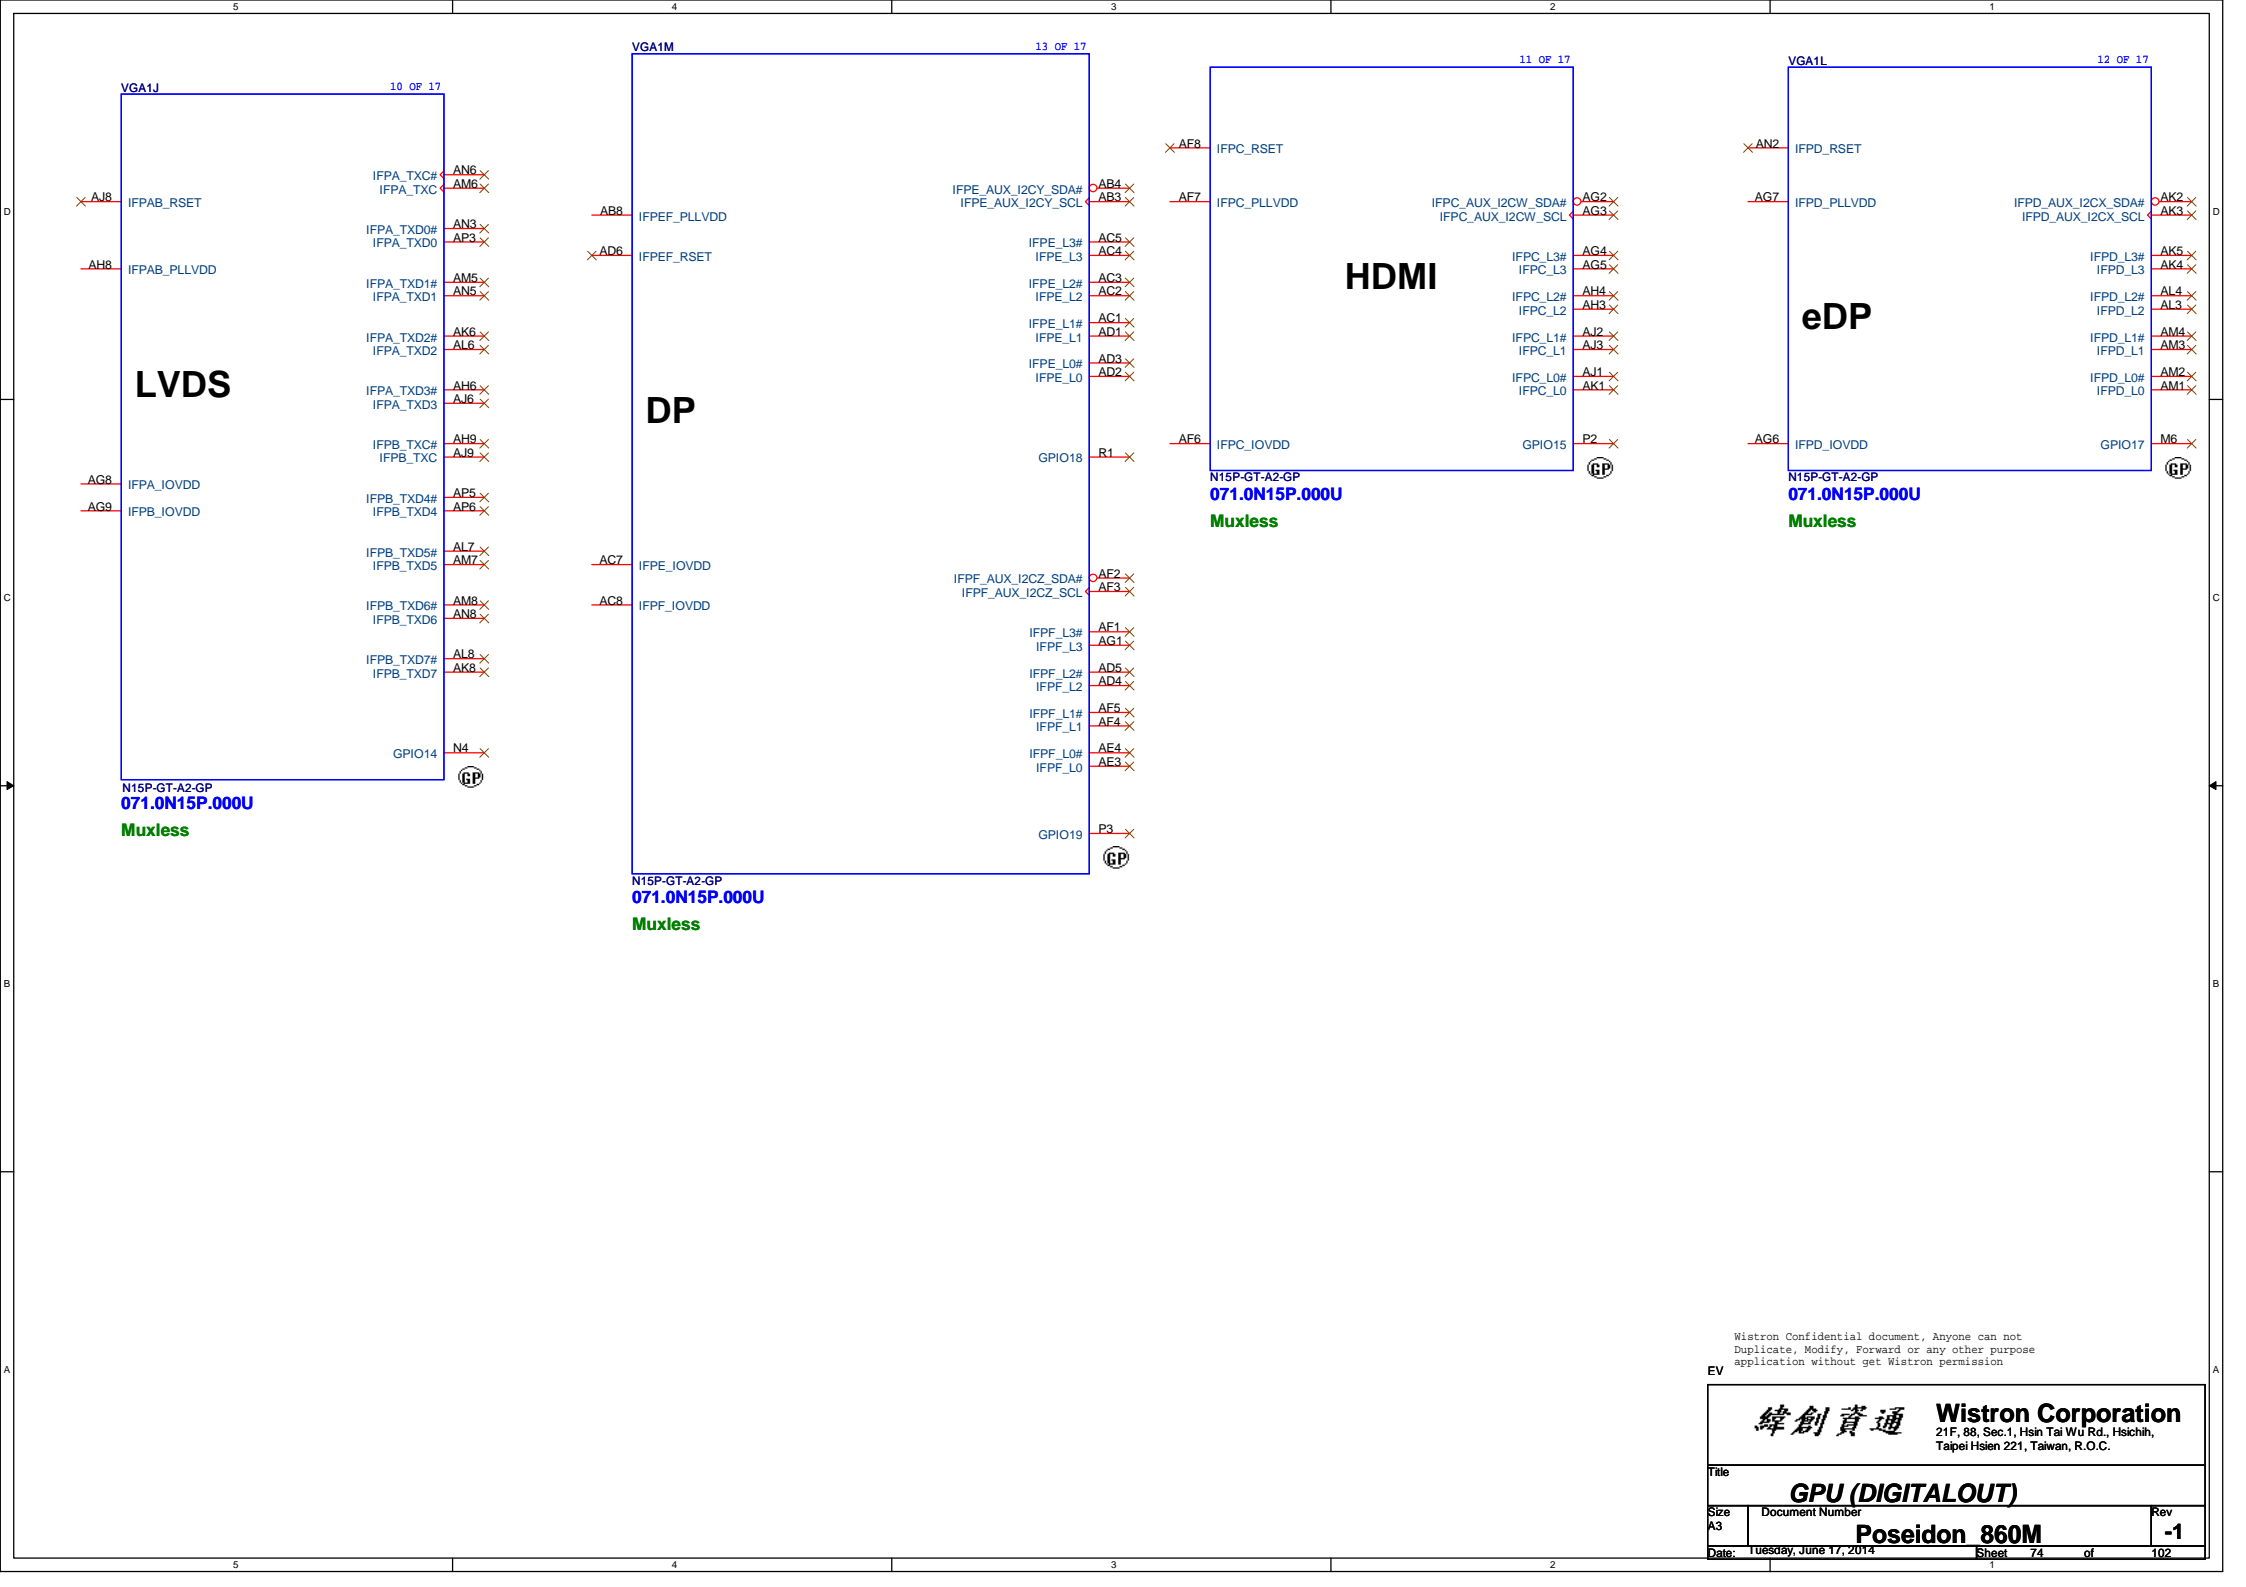 5 4 3 2 1
VGA1J
10 OF 17
AJ8 IFPAB_RSET
AH8 IFPAB_PLLVDD
LVDS
AG8 IFPA_IOVDD
AG9 IFPB_IOVDD
IFPA_TXC# AN6
IFPA_TXC AM6
IFPA_TXD0# AN3
IFPA_TXD0 AP3
IFPA_TXD1# AM5
IFPA_TXD1 AN5
IFPA_TXD2# AK6
IFPA_TXD2 AL6
IFPA_TXD3# AH6
IFPA_TXD3 AJ6
IFPB_TXC# AH9
IFPB_TXC AJ9
IFPB_TXD4# AP5
IFPB_TXD4 AP6
IFPB_TXD5# AL7
IFPB_TXD5 AM7
IFPB_TXD6# AM8
IFPB_TXD6 AN8
IFPB_TXD7# AL8
IFPB_TXD7 AK8
GPIO14 N4
GP
N15P-GT-A2-GP
071.0N15P.000U
Muxless
VGA1M
13 OF 17
AB8 IFPEF_PLLVDD
AD6 IFPEF_RSET
DP
AC7 IFPE_IOVDD
AC8 IFPF_IOVDD
IFPE_AUX_I2CY_SDA# AB4
IFPE_AUX_I2CY_SCL AB3
IFPE_L3# AC5
IFPE_L3 AC4
IFPE_L2# AC3
IFPE_L2 AC2
IFPE_L1# AC1
IFPE_L1 AD1
IFPE_L0# AD3
IFPE_L0 AD2
GPIO18 R1
IFPF_AUX_I2CZ_SDA# AF2
IFPF_AUX_I2CZ_SCL AF3
IFPF_L3# AF1
IFPF_L3 AG1
IFPF_L2# AD5
IFPF_L2 AD4
IFPF_L1# AF5
IFPF_L1 AF4
IFPF_L0# AE4
IFPF_L0 AE3
GPIO19 P3
GP
N15P-GT-A2-GP
071.0N15P.000U
Muxless
11 OF 17
AF8 IFPC_RSET
AF7 IFPC_PLLVDD
HDMI
AF6 IFPC_IOVDD
IFPC_AUX_I2CW_SDA# AG2
IFPC_AUX_I2CW_SCL AG3
IFPC_L3# AG4
IFPC_L3 AG5
IFPC_L2# AH4
IFPC_L2 AH3
IFPC_L1# AJ2
IFPC_L1 AJ3
IFPC_L0# AJ1
IFPC_L0 AK1
GPIO15 P2
GP
N15P-GT-A2-GP
071.0N15P.000U
Muxless
VGA1L
12 OF 17
AN2 IFPD_RSET
AG7 IFPD_PLLVDD
eDP
AG6 IFPD_IOVDD
IFPD_AUX_I2CX_SDA# AK2
IFPD_AUX_I2CX_SCL AK3
IFPD_L3# AK5
IFPD_L3 AK4
IFPD_L2# AL4
IFPD_L2 AL3
IFPD_L1# AM4
IFPD_L1 AM3
IFPD_L0# AM2
IFPD_L0 AM1
GPIO17 M6
GP
N15P-GT-A2-GP
071.0N15P.000U
Muxless
D D
C C
B B
A A
Wistron Confidential document, Anyone can not
Duplicate, Modify, Forward or any other purpose
application without get Wistron permission
EV
緯創資通
Wistron Corporation
21F, 88, Sec.1, Hsin Tai Wu Rd., Hsichih,
Taipei Hsien 221, Taiwan, R.O.C.
Title
GPU (DIGITALOUT)
Size Document Number Rev
A3 Poseidon 860M -1
Date: Tuesday, June 17, 2014 Sheet 74 of 102
5 4 3 2 1